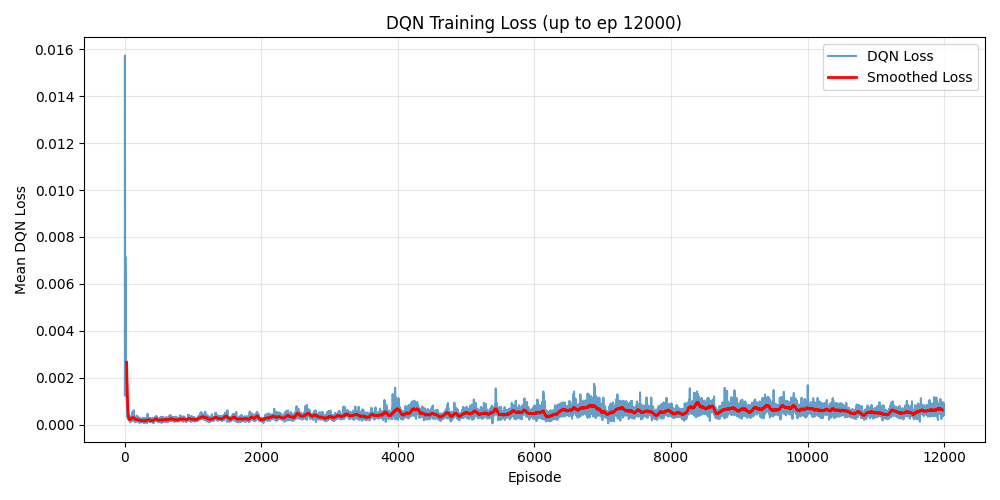 DQN Training Loss (up to ep 12000)
DQN Loss
Smoothed Loss
Mean DQN Loss
0.016
0.014
0.012
0.010
0.008
0.006
0.004
0.002
0.000
0 2000 4000 6000 8000 10000 12000
Episode